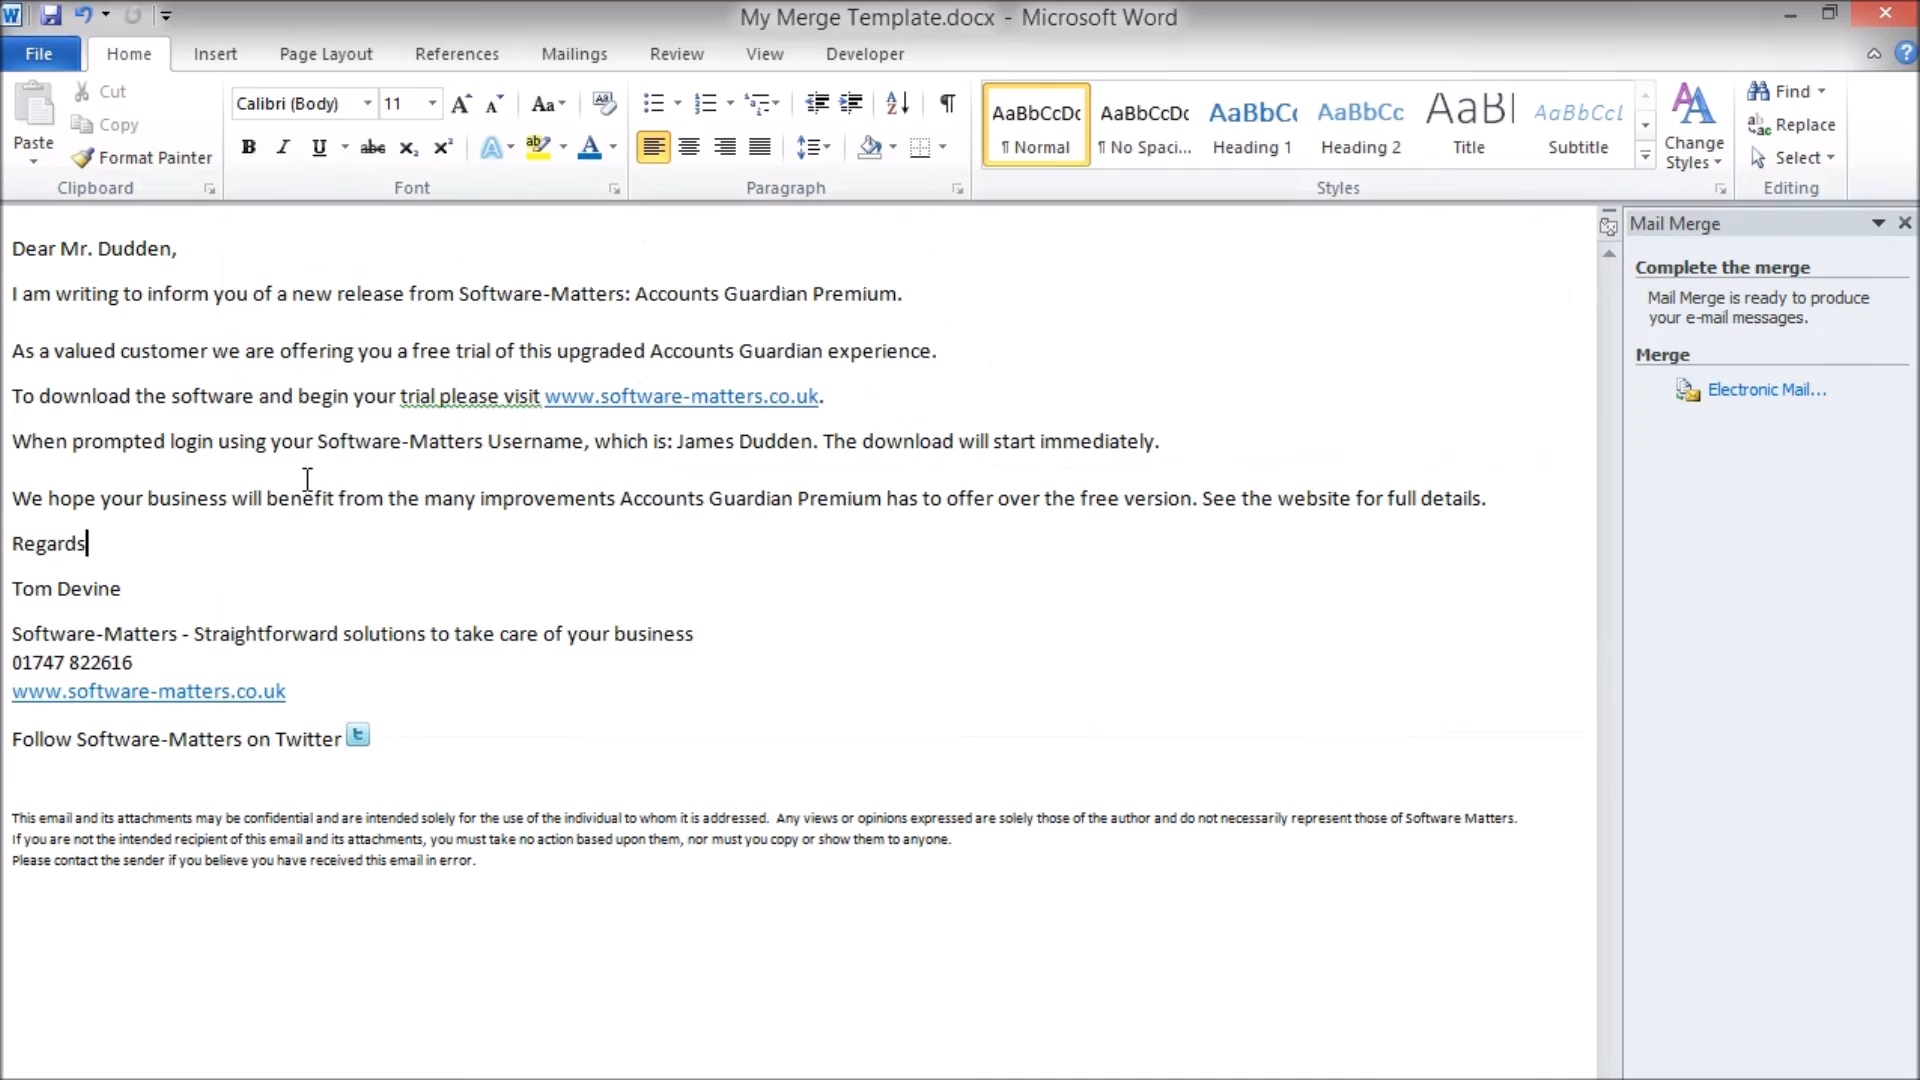 My Merge Template.docx - Microsoft Word
File Home Insert Page Layout References Mailings Review View Developer
Paste
Cut
Copy
Format Painter
Clipboard
Calibri (Body) 11
Font
Paragraph
AaBbCcDc AaBbCcDc AaBbCc AaBbCc AaBl AaBbCcL
¶ Normal ¶ No Spaci... Heading 1 Heading 2 Title Subtitle
Change Styles
Styles
Find
Replace
Select
Editing
Dear Mr. Dudden,
I am writing to inform you of a new release from Software-Matters: Accounts Guardian Premium.
As a valued customer we are offering you a free trial of this upgraded Accounts Guardian experience.
To download the software and begin your trial please visit www.software-matters.co.uk.
When prompted login using your Software-Matters Username, which is: James Dudden. The download will start immediately.
We hope your business will benefit from the many improvements Accounts Guardian Premium has to offer over the free version. See the website for full details.
Regards
Tom Devine
Software-Matters - Straightforward solutions to take care of your business
01747 822616
www.software-matters.co.uk
Follow Software-Matters on Twitter
This email and its attachments may be confidential and are intended solely for the use of the individual to whom it is addressed.  Any views or opinions expressed are solely those of the author and do not necessarily represent those of Software Matters.
If you are not the intended recipient of this email and its attachments, you must take no action based upon them, nor must you copy or show them to anyone.
Please contact the sender if you believe you have received this email in error.
Mail Merge
Complete the merge
Mail Merge is ready to produce
your e-mail messages.
Merge
Electronic Mail...